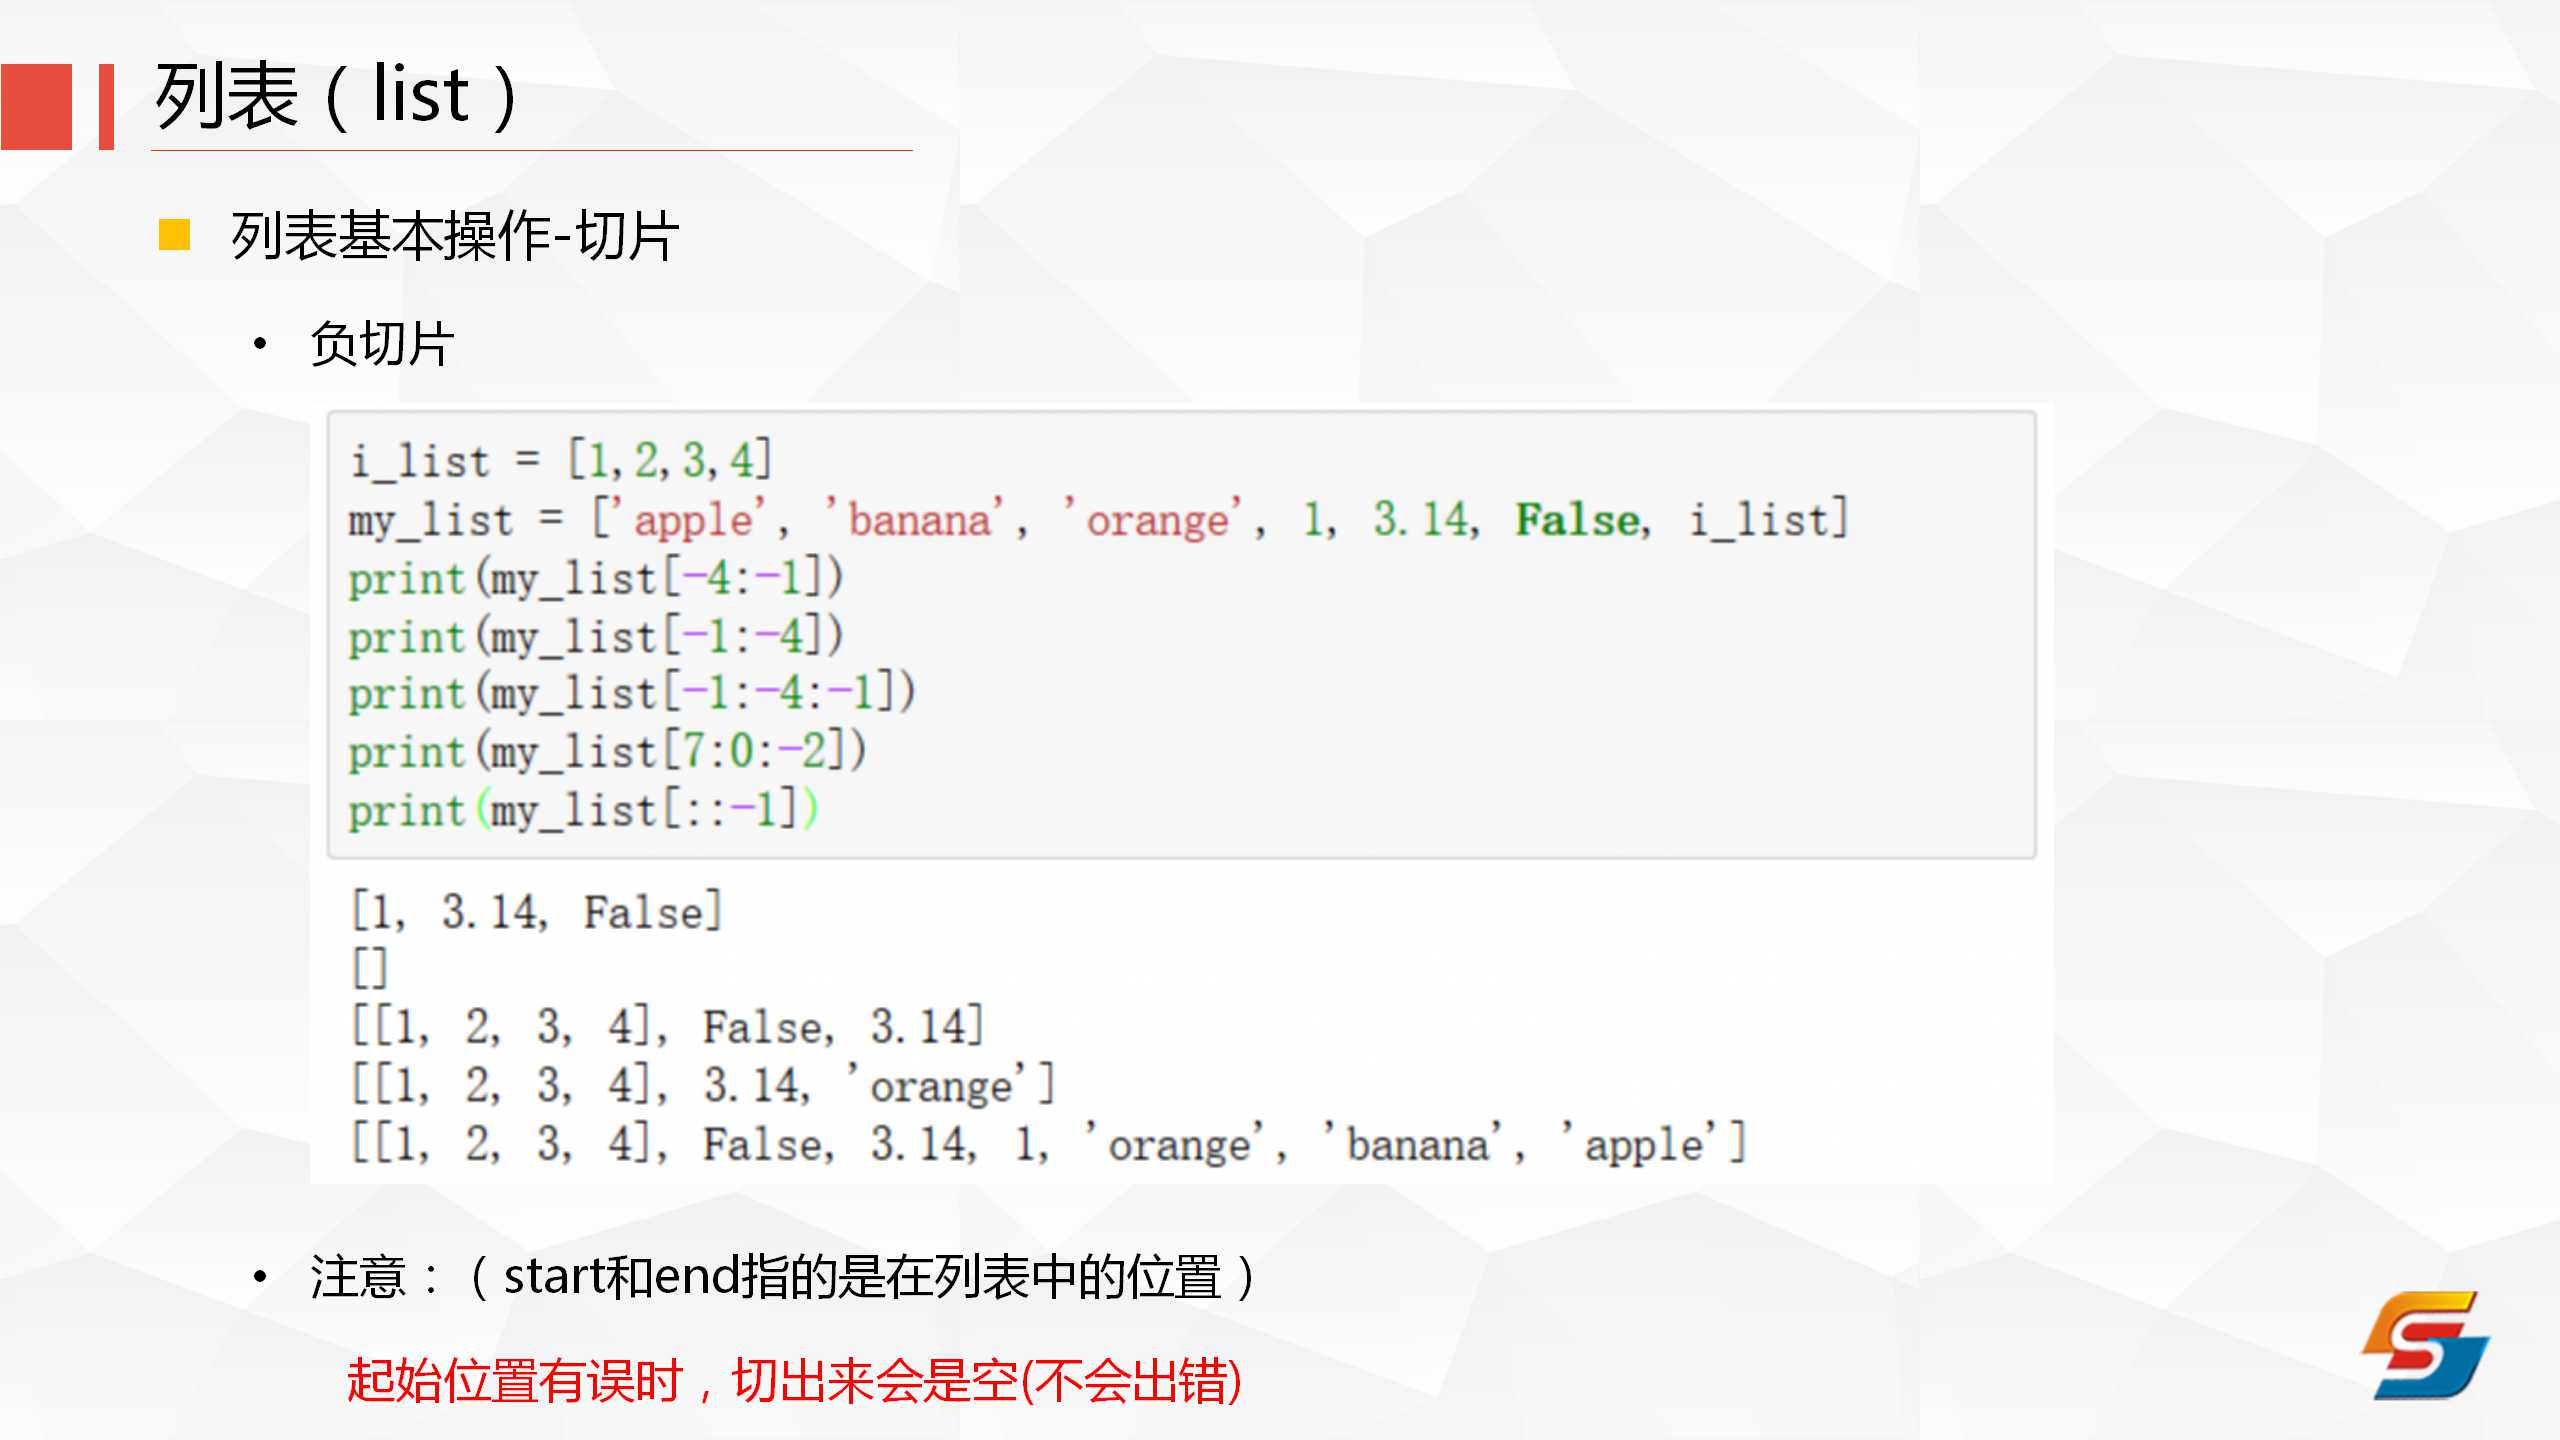 列表（list）
列表基本操作-切片
• 负切片
i_list = [1,2,3,4]
my_list = ['apple', 'banana', 'orange', 1, 3.14, False, i_list]
print(my_list[-4:-1])
print(my_list[-1:-4])
print(my_list[-1:-4:-1])
print(my_list[7:0:-2])
print(my_list[::-1])
[1, 3.14, False]
[]
[[1, 2, 3, 4], False, 3.14]
[[1, 2, 3, 4], 3.14, 'orange']
[[1, 2, 3, 4], False, 3.14, 1, 'orange', 'banana', 'apple']
• 注意：（start和end指的是在列表中的位置）
起始位置有误时，切出来会是空(不会出错)